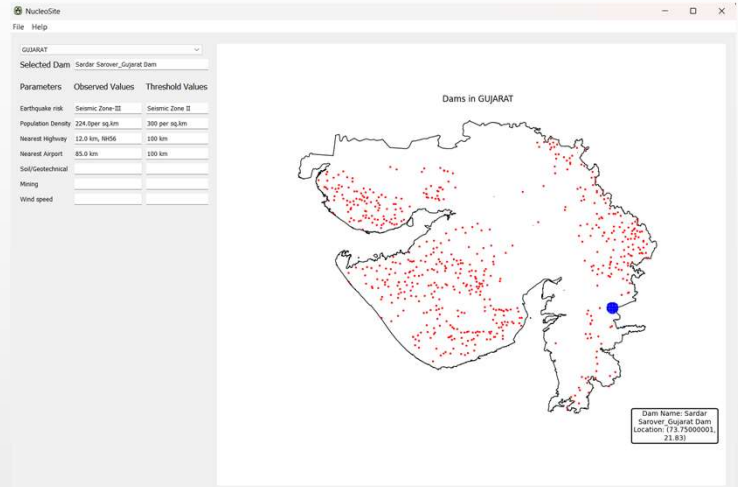 NucleoSite
File Help
GUJARAT
Selected Dam Sardar Sarover_Gujarat Dam
Parameters Observed Values Threshold Values
Earthquake risk Seismic Zone-III Seismic Zone II
Population Density 224.0per sq.km 300 per sq.km
Nearest Highway 12.0 km, NH56 100 km
Nearest Airport 85.0 km 100 km
Soil/Geotechnical
Mining
Wind speed
Dams in GUJARAT
Dam Name: Sardar
Sarover_Gujarat Dam
Location: (73.75000001,
21.83)